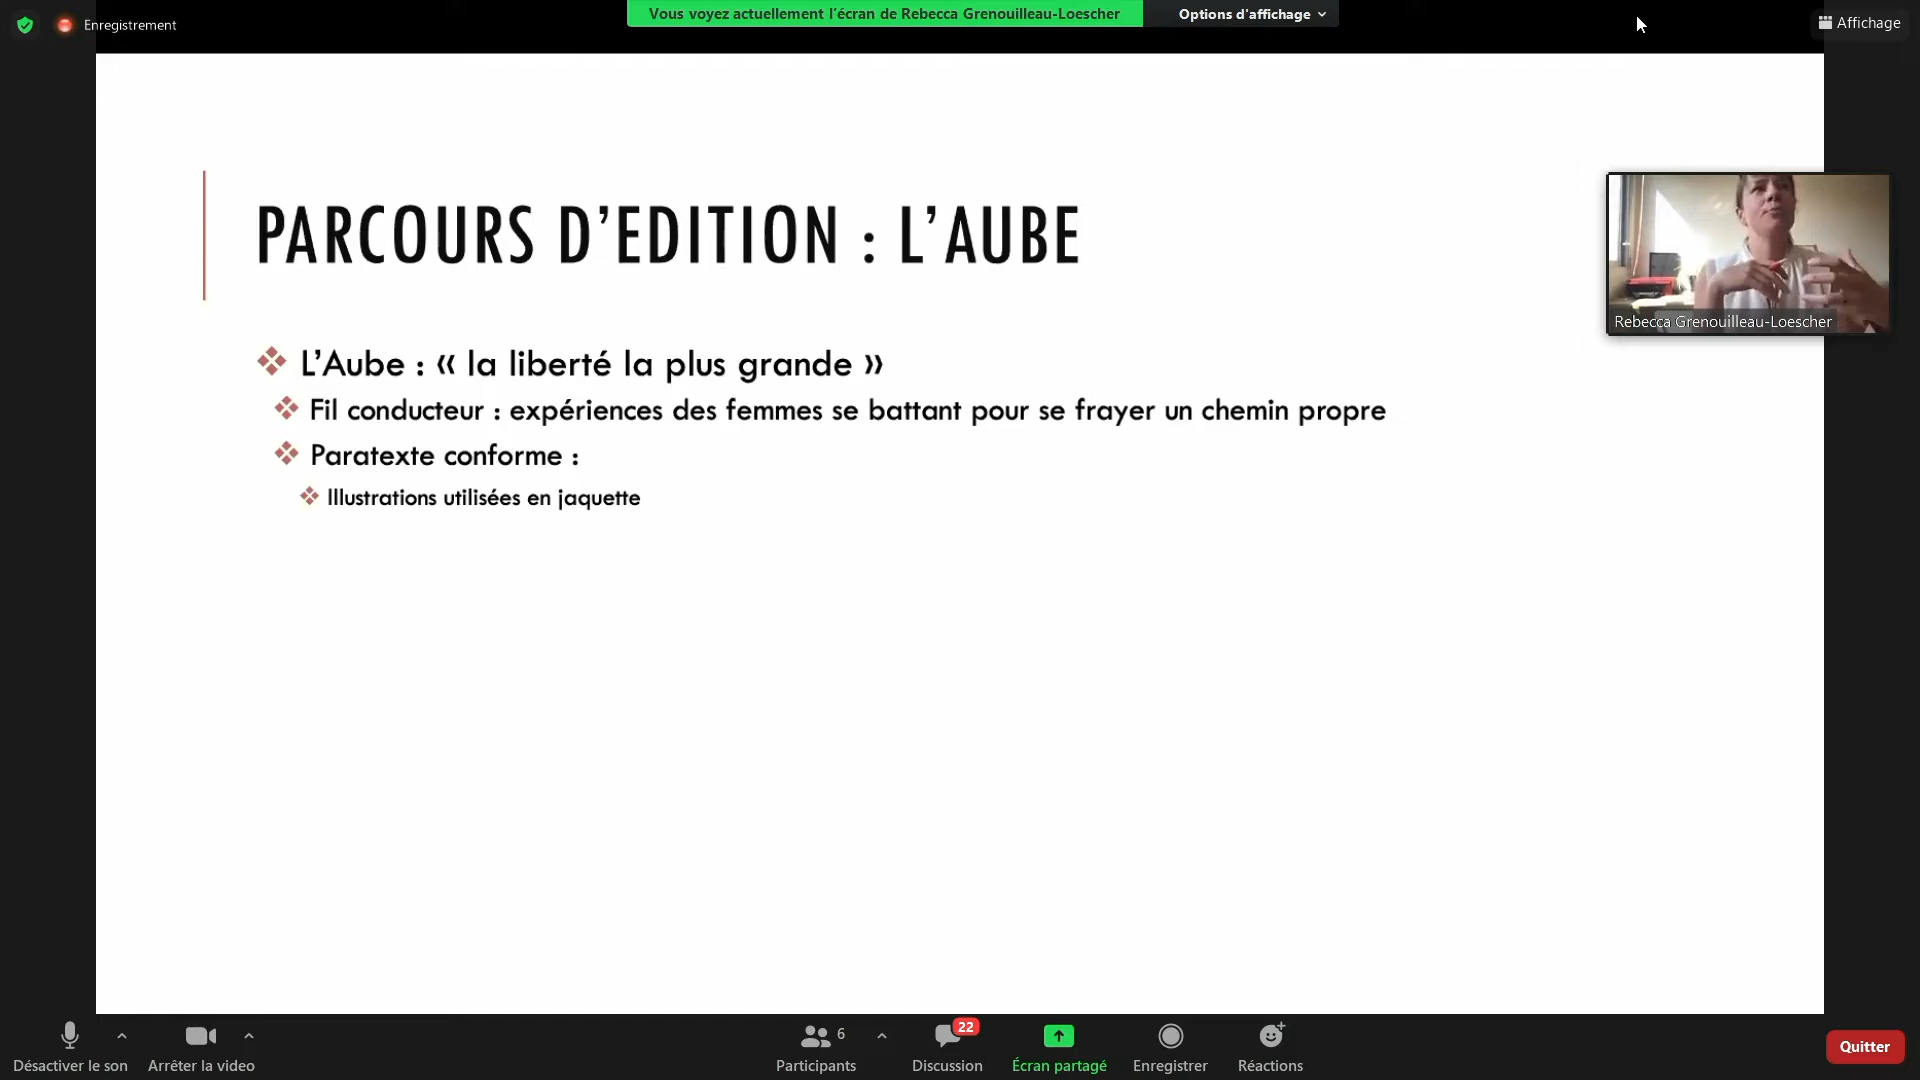 Enregistrement
Vous voyez actuellement l'écran de Rebecca Grenouilleau-Loescher
Options d'affichage
Affichage
PARCOURS D’EDITION : L’AUBE
L’Aube : « la liberté la plus grande »
Fil conducteur : expériences des femmes se battant pour se frayer un chemin propre
Paratexte conforme :
Illustrations utilisées en jaquette
Rebecca Grenouilleau-Loescher
Désactiver le son
Arrêter la video
6
Participants
22
Discussion
Écran partagé
Enregistrer
Réactions
Quitter